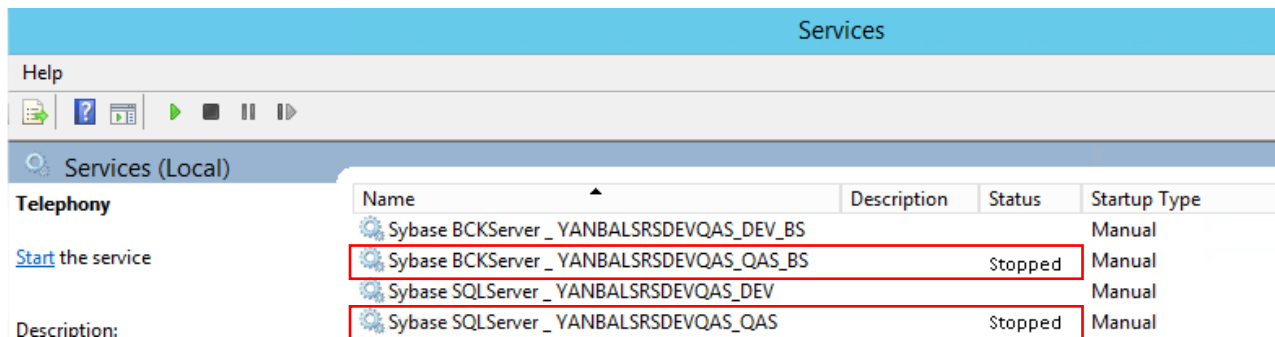 Services
Help
Services (Local)
Telephony
Start the service
Description:
Name Description Status Startup Type
Sybase BCKServer _ YANBALSRSDEVQAS_DEV_BS Manual
Sybase BCKServer _ YANBALSRSDEVQAS_QAS_BS Stopped Manual
Sybase SQLServer _ YANBALSRSDEVQAS_DEV Manual
Sybase SQLServer _ YANBALSRSDEVQAS_QAS Stopped Manual